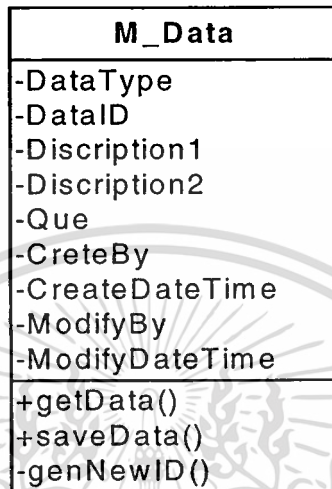 M_Data
-DataType
-DataID
-Discription1
-Discription2
-Que
-CreteBy
-CreateDateTime
-ModifyBy
-ModifyDateTime
+getData()
+saveData()
-genNewID()